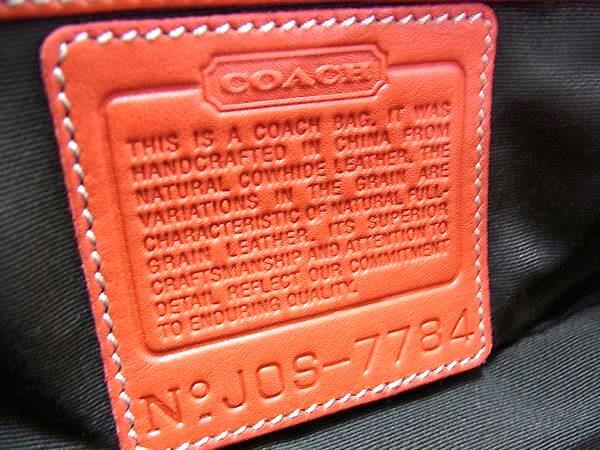 COACH
THIS IS A COACH BAG. IT WAS
HANDCRAFTED IN CHINA FROM
NATURAL COWHIDE LEATHER. THE
VARIATIONS IN THE GRAIN ARE
CHARACTERISTIC OF NATURAL FULL-
GRAIN LEATHER. ITS SUPERIOR
CRAFTSMANSHIP AND ATTENTION TO
DETAIL REFLECT OUR COMMITMENT
TO ENDURING QUALITY.
Nº JOS-7784